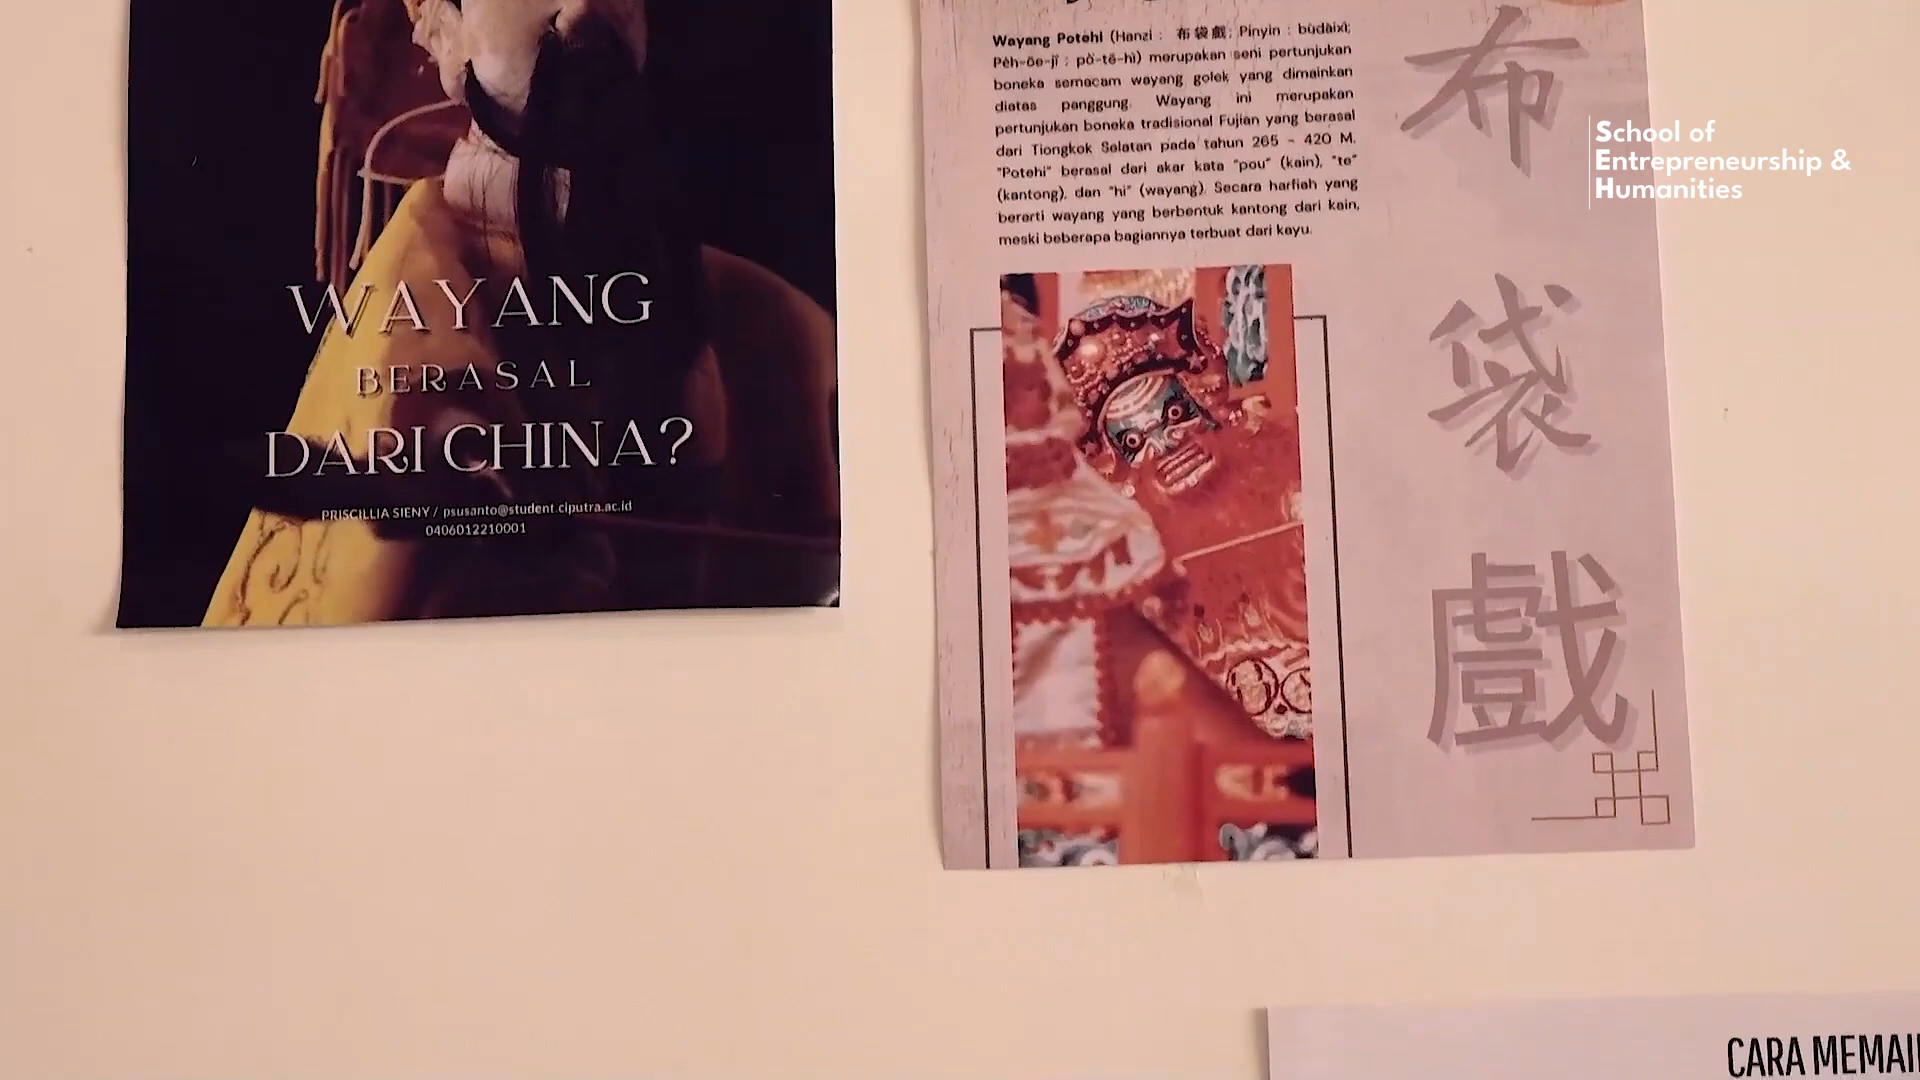 WAYANG
BERASAL
DARI CHINA?
PRISCILLIA SIENY / psusanto@student.ciputra.ac.id
0406012210001
Wayang Potehi (Hanzi : 布袋戲; Pinyin : bùdàixì;
Pe̍h-ōe-jī : pò͘-tē-hì) merupakan seni pertunjukan
boneka semacam wayang golek yang dimainkan
diatas panggung. Wayang ini merupakan
pertunjukan boneka tradisional Fujian yang berasal
dari Tiongkok Selatan pada tahun 265 - 420 M.
"Potehi" berasal dari akar kata "pou" (kain), "te"
(kantong), dan "hi" (wayang). Secara harfiah yang
berarti wayang yang berbentuk kantong dari kain,
meski beberapa bagiannya terbuat dari kayu.
布
袋
戲
School of
Entrepreneurship &
Humanities
CARA